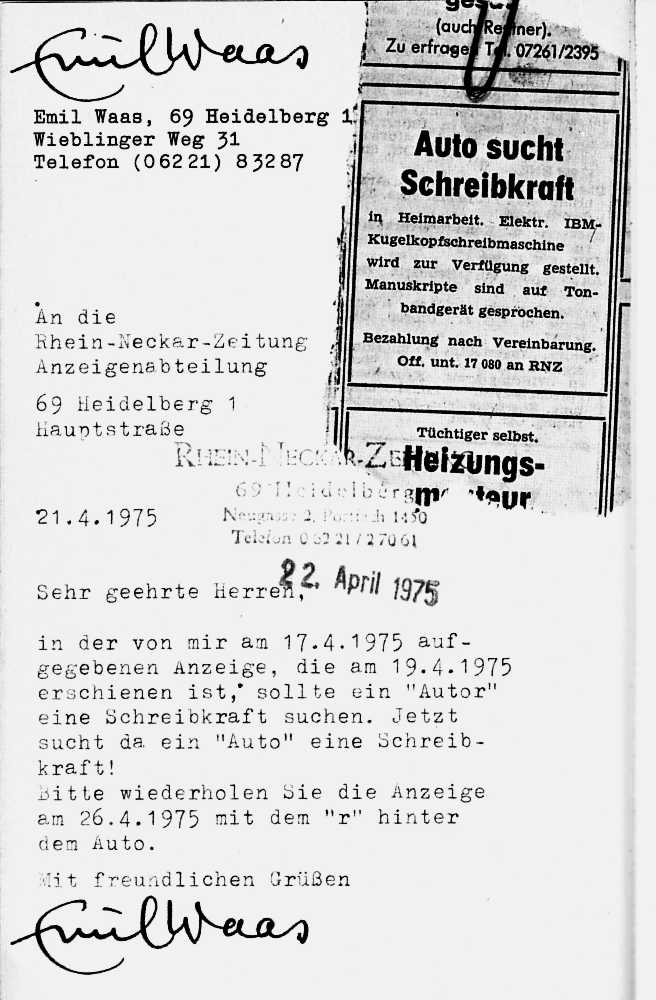 Emil Waas
Emil Waas, 69 Heidelberg 1
Wieblinger Weg 31
Telefon (06221) 83287
(auch Rentner).
Zu erfragen Tel. 07261/2395
Auto sucht
Schreibkraft
in Heimarbeit. Elektr. IBM-
Kugelkopfschreibmaschine
wird zur Verfügung gestellt.
Manuskripte sind auf Ton-
bandgerät gesprochen.
Bezahlung nach Vereinbarung.
Off. unt. 17 080 an RNZ
Tüchtiger selbst.
Heizungs-
monteur
An die
Rhein-Neckar-Zeitung
Anzeigenabteilung
69 Heidelberg 1
Hauptstraße
RHEIN-NECKAR-ZEITUNG
69 Heidelberg
Neugasse 2, Postfach 1450
Telefon 06221/27061
21.4.1975
22. April 1975
Sehr geehrte Herren,
in der von mir am 17.4.1975 auf-
gegebenen Anzeige, die am 19.4.1975
erschienen ist, sollte ein "Autor"
eine Schreibkraft suchen. Jetzt
sucht da ein "Auto" eine Schreib-
kraft!
Bitte wiederholen Sie die Anzeige
am 26.4.1975 mit dem "r" hinter
dem Auto.
Mit freundlichen Grüßen
Emil Waas